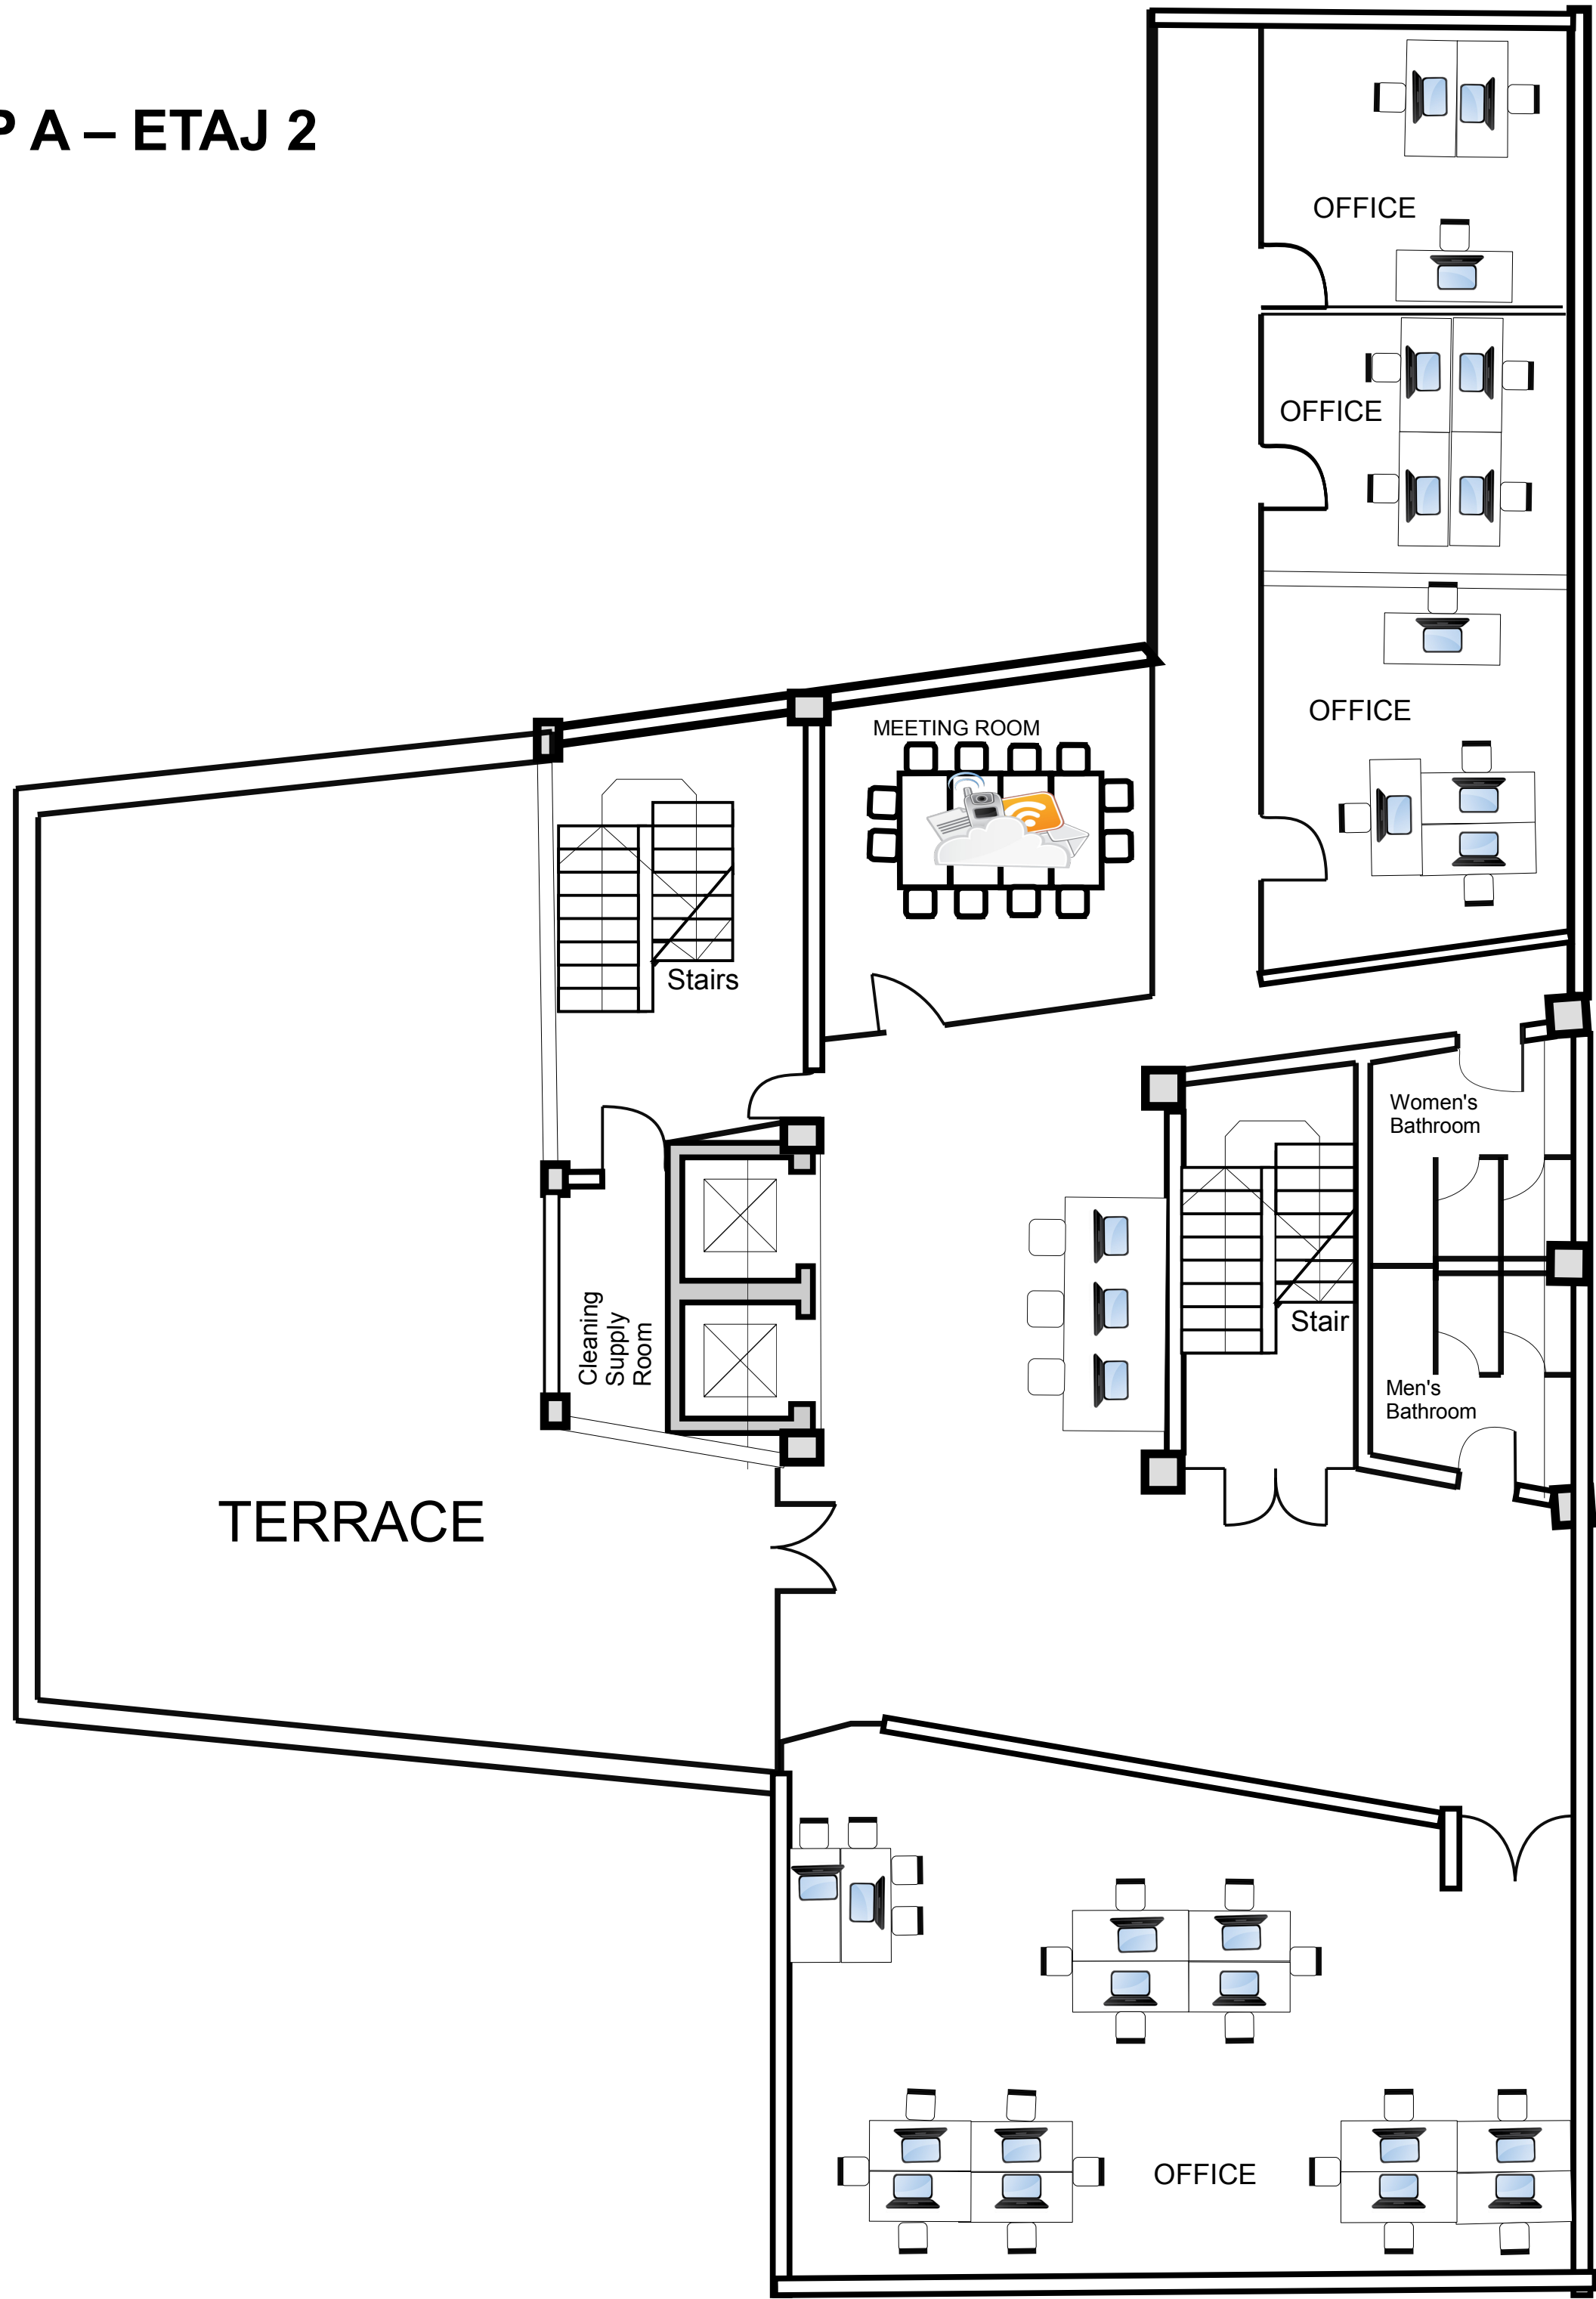 P A – ETAJ 2
OFFICE
OFFICE
OFFICE
MEETING ROOM
Stairs
Women's
Bathroom
Cleaning
Supply
Room
Stair
Men's
Bathroom
TERRACE
OFFICE